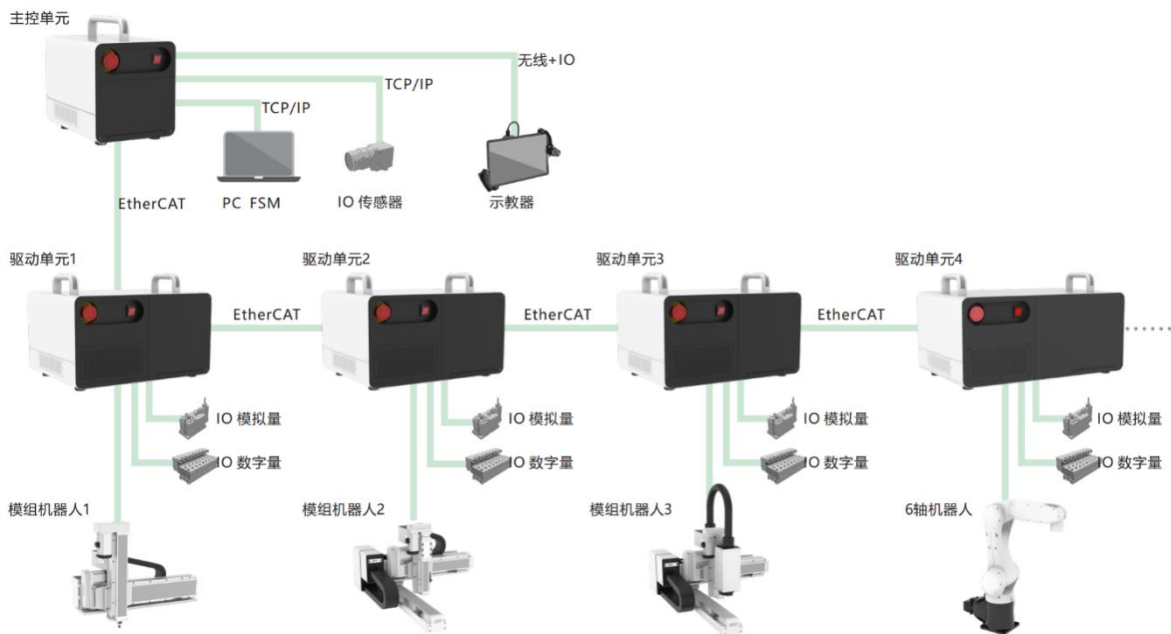 主控单元
无线+IO
TCP/IP
TCP/IP
EtherCAT
PC FSM
IO 传感器
示教器
驱动单元1
驱动单元2
驱动单元3
驱动单元4
EtherCAT
EtherCAT
EtherCAT
IO 模拟量
IO 模拟量
IO 模拟量
IO 模拟量
IO 数字量
IO 数字量
IO 数字量
IO 数字量
模组机器人1
模组机器人2
模组机器人3
6轴机器人